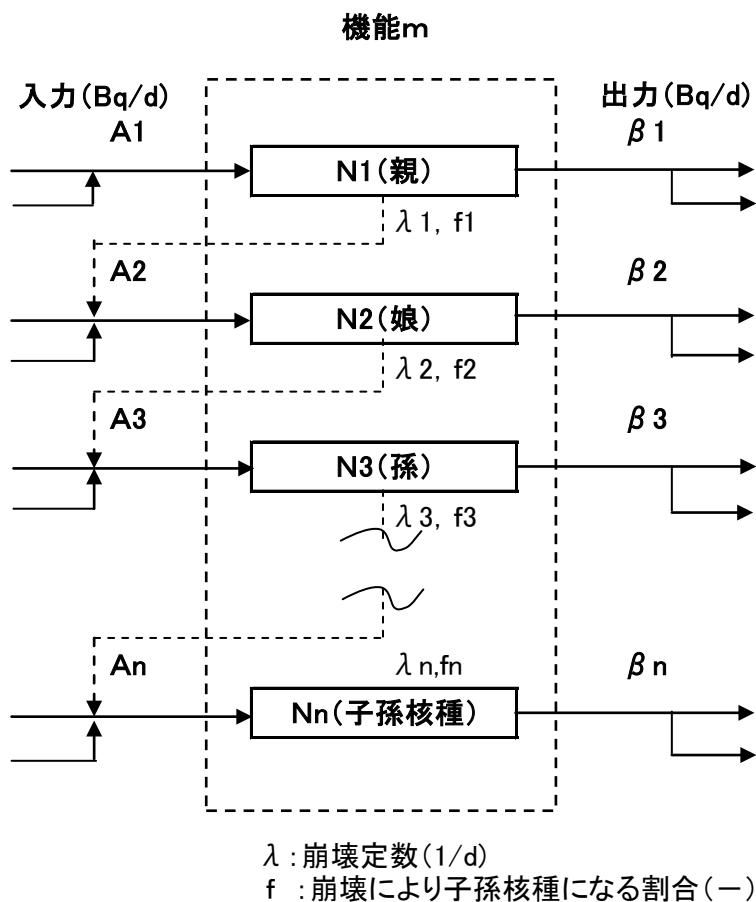 機能m
入力(Bq/d)
出力(Bq/d)
A1
β1
N1(親)
λ1, f1
A2
β2
N2(娘)
λ2, f2
A3
β3
N3(孫)
λ3, f3
An
λn,fn
βn
Nn(子孫核種)
λ:崩壊定数(1/d)
f :崩壊により子孫核種になる割合(-)